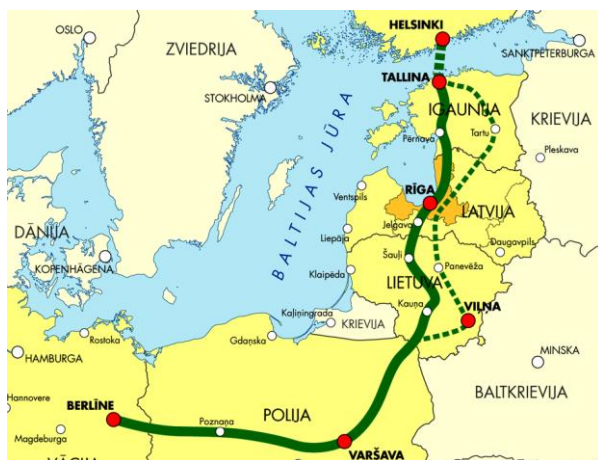 HELSINKI
OSLO
ZVIEDRIJA
SANKTPĒTERBURGA
TALLINA
STOKHOLMA
IGAUNIJA
KRIEVIJA
Pērnava
Tartu
Pleskava
BALTIJAS JŪRA
Ventspils
RĪGA
LATVIJA
DĀNIJA
Jelgava
Liepāja
Daugavpils
KOPENHĀGENA
Šauļi
Panevēža
Klaipēda
LIETUVA
Kauņa
VIĻŅA
Kaļiņingrada
KRIEVIJA
Rostoka
Gdaņska
HAMBURGA
MINSKA
BALTKRIEVIJA
Hannovere
BERLĪNE
POLIJA
Poznaņa
Magdeburga
VARŠAVA
VĀCIJA